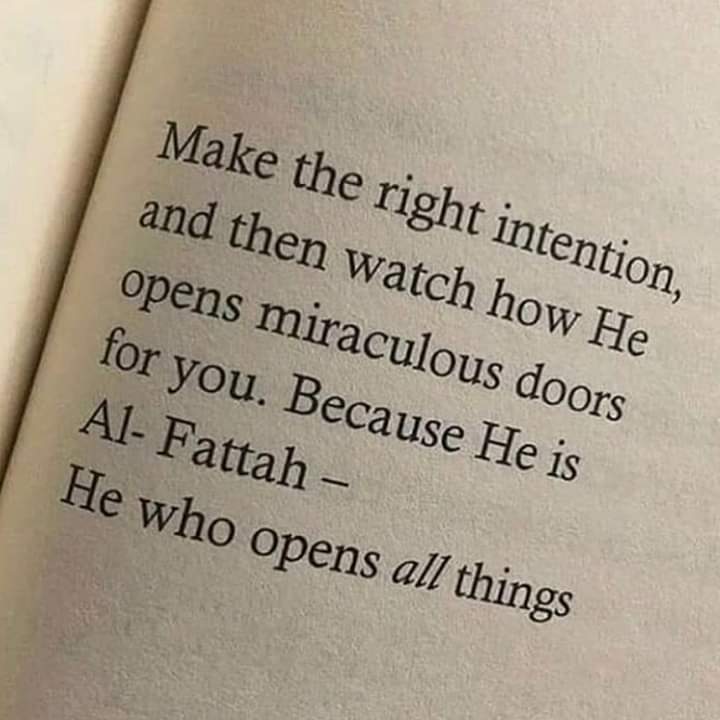 Make the right intention,
and then watch how He
opens miraculous doors
for you. Because He is
Al- Fattah –
He who opens all things